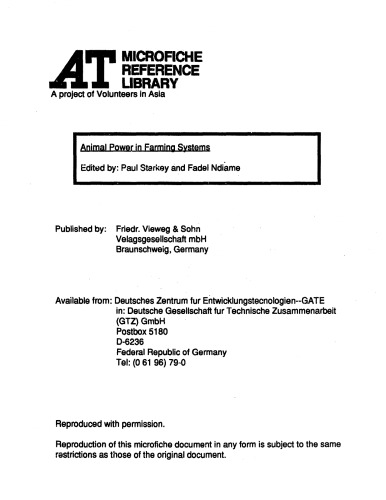 AT MICROFICHE
REFERENCE
LIBRARY
A project of Volunteers in Asia
Animal Power in Farming Systems
Edited by: Paul Starkey and Fadel Ndiame
Published by: Friedr. Vieweg & Sohn
Velagsgesellschaft mbH
Braunschweig, Germany
Available from: Deutsches Zentrum fur Entwicklungstecnologien--GATE
in: Deutsche Gesellschaft fur Technische Zusammenarbeit
(GTZ) GmbH
Postbox 5180
D-6236
Federal Republic of Germany
Tel: (0 61 96) 79-0
Reproduced with permission.
Reproduction of this microfiche document in any form is subject to the same
restrictions as those of the original document.